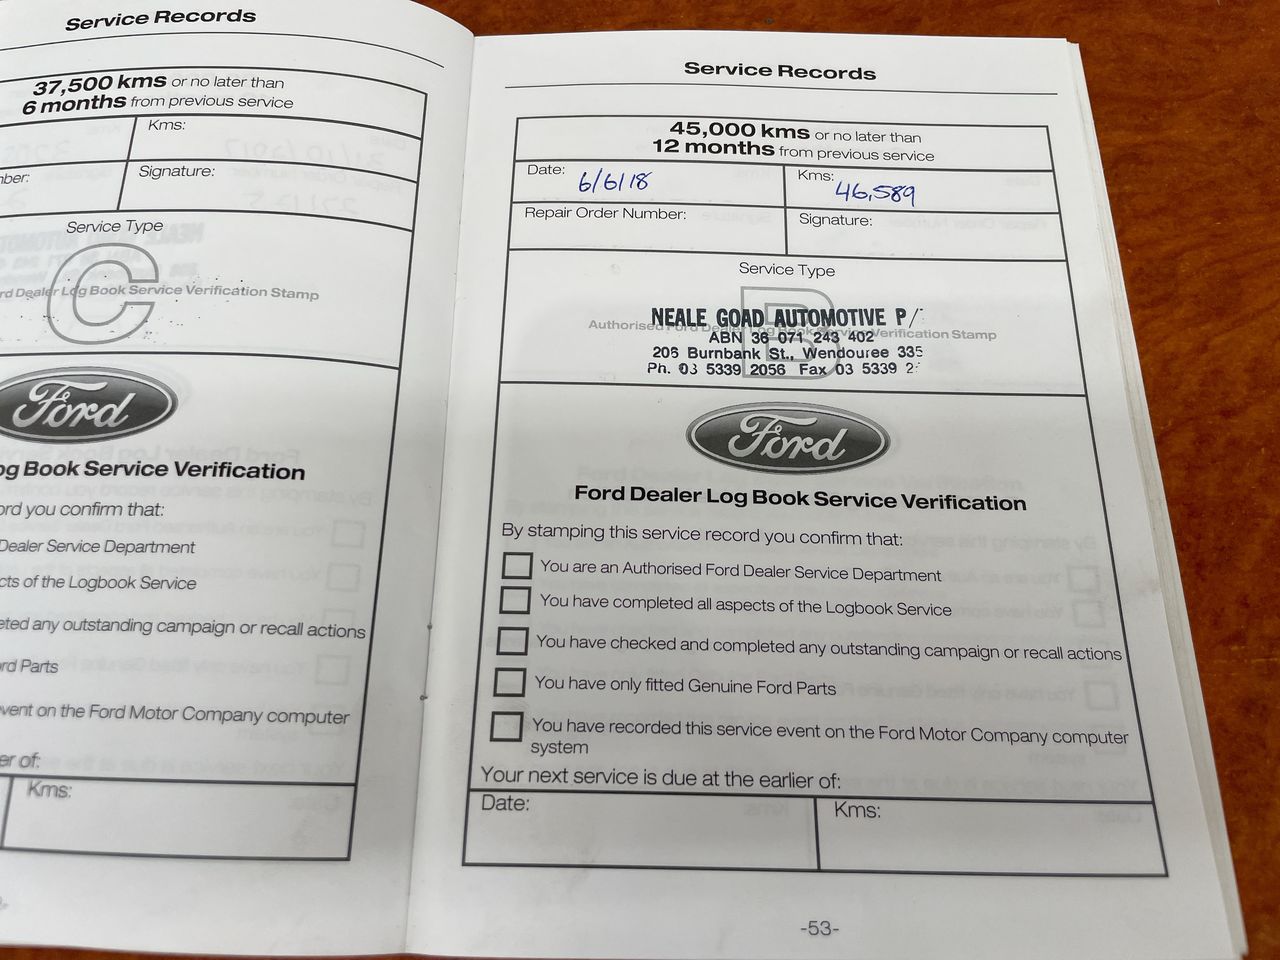 Service Records
37,500 kms or no later than
6 months from previous service
Kms:
Signature:
Service Type
C
Dealer Log Book Service Verification Stamp
Ford
Book Service Verification
you confirm that:
Dealer Service Department
of the Logbook Service
any outstanding campaign or recall actions
Parts
on the Ford Motor Company computer
of:
Kms:
Service Records
45,000 kms or no later than
12 months from previous service
Date: 6/6/18
Kms: 46,589
Repair Order Number:
Signature:
Service Type
B
Authorised Ford Dealer Log Book Service Verification Stamp
NEALE GOAD AUTOMOTIVE P/
ABN 36 071 243 402
205 Burnbank St., Wendouree 335
Ph. 03 5339 2056 Fax 03 5339 2
Ford
Ford Dealer Log Book Service Verification
By stamping this service record you confirm that:
You are an Authorised Ford Dealer Service Department
You have completed all aspects of the Logbook Service
You have checked and completed any outstanding campaign or recall actions
You have only fitted Genuine Ford Parts
You have recorded this service event on the Ford Motor Company computer
system
Your next service is due at the earlier of:
Date:
Kms:
-53-